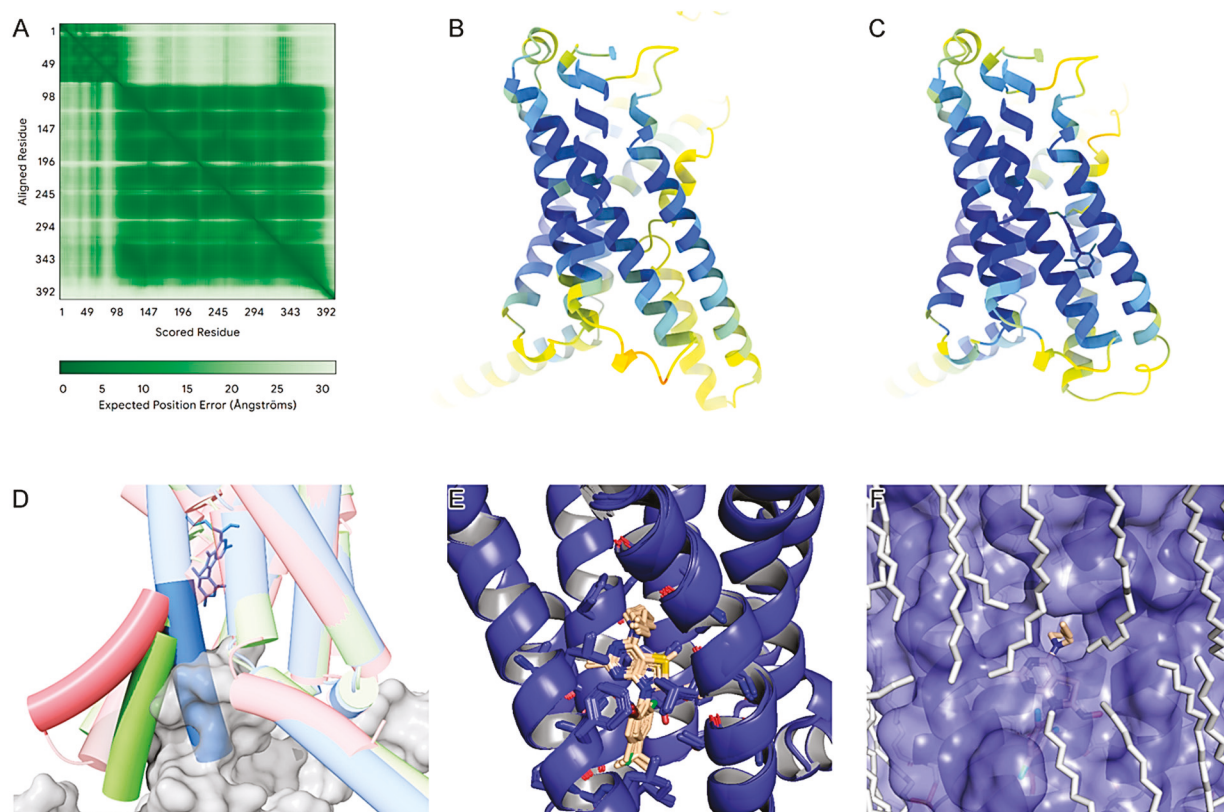 A
B
C
1
49
98
147
196
245
294
343
392
Aligned Residue
1 49 98 147 196 245 294 343 392
Scored Residue
0 5 10 15 20 25 30
Expected Position Error (Ångströms)
D
E
F